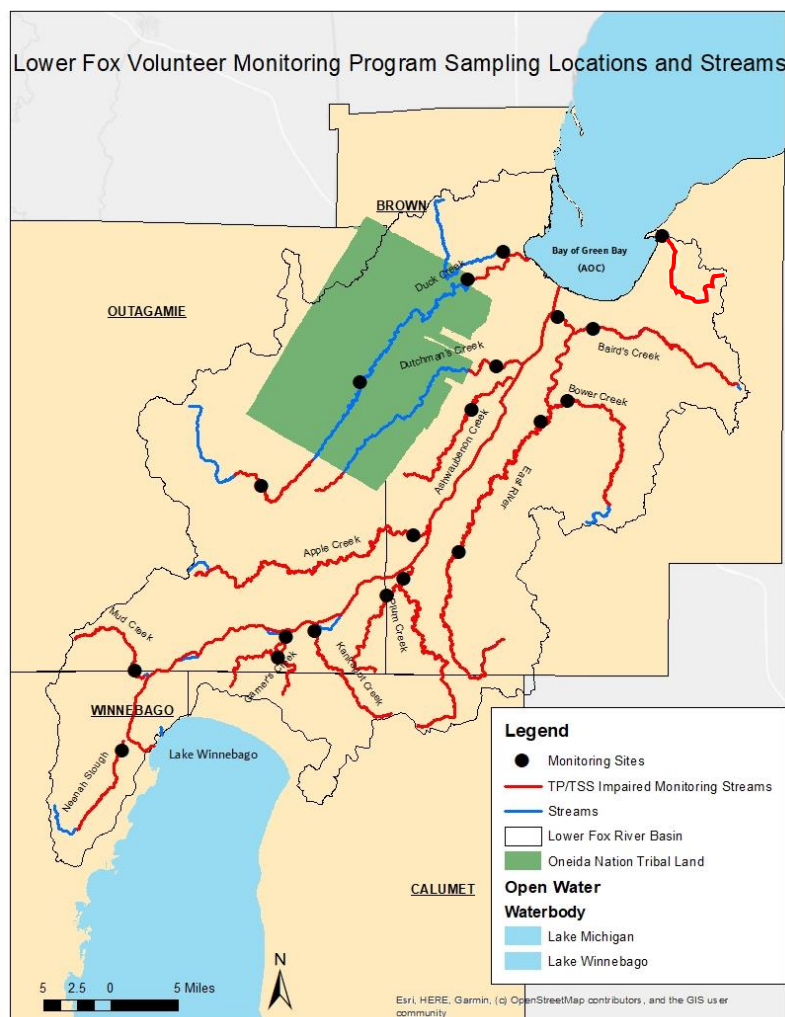 Lower Fox Volunteer Monitoring Program Sampling Locations and Streams
BROWN
Bay of Green Bay
(AOC)
Duck Creek
OUTAGAMIE
Dutchman's Creek
Baird's Creek
Bower Creek
Ashwaubenon Creek
East River
Apple Creek
Mud Creek
Plum Creek
Garner's Creek
Kankapot Creek
WINNEBAGO
Lake Winnebago
Neenah Slough
CALUMET
Legend
Monitoring Sites
TP/TSS Impaired Monitoring Streams
Streams
Lower Fox River Basin
Oneida Nation Tribal Land
Open Water
Waterbody
Lake Michigan
Lake Winnebago
N
5 2.5 0 5 Miles
Esri, HERE, Garmin, (c) OpenStreetMap contributors, and the GIS user
community